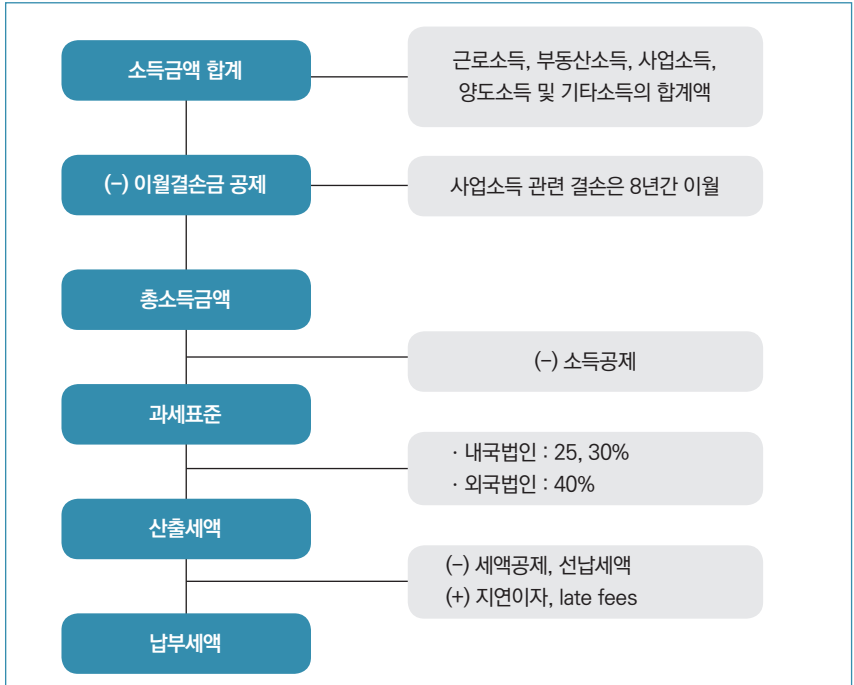 소득금액 합계
근로소득, 부동산소득, 사업소득,
양도소득 및 기타소득의 합계액
(-) 이월결손금 공제
사업소득 관련 결손은 8년간 이월
총소득금액
(-) 소득공제
과세표준
· 내국법인 : 25, 30%
· 외국법인 : 40%
산출세액
(-) 세액공제, 선납세액
(+) 지연이자, late fees
납부세액